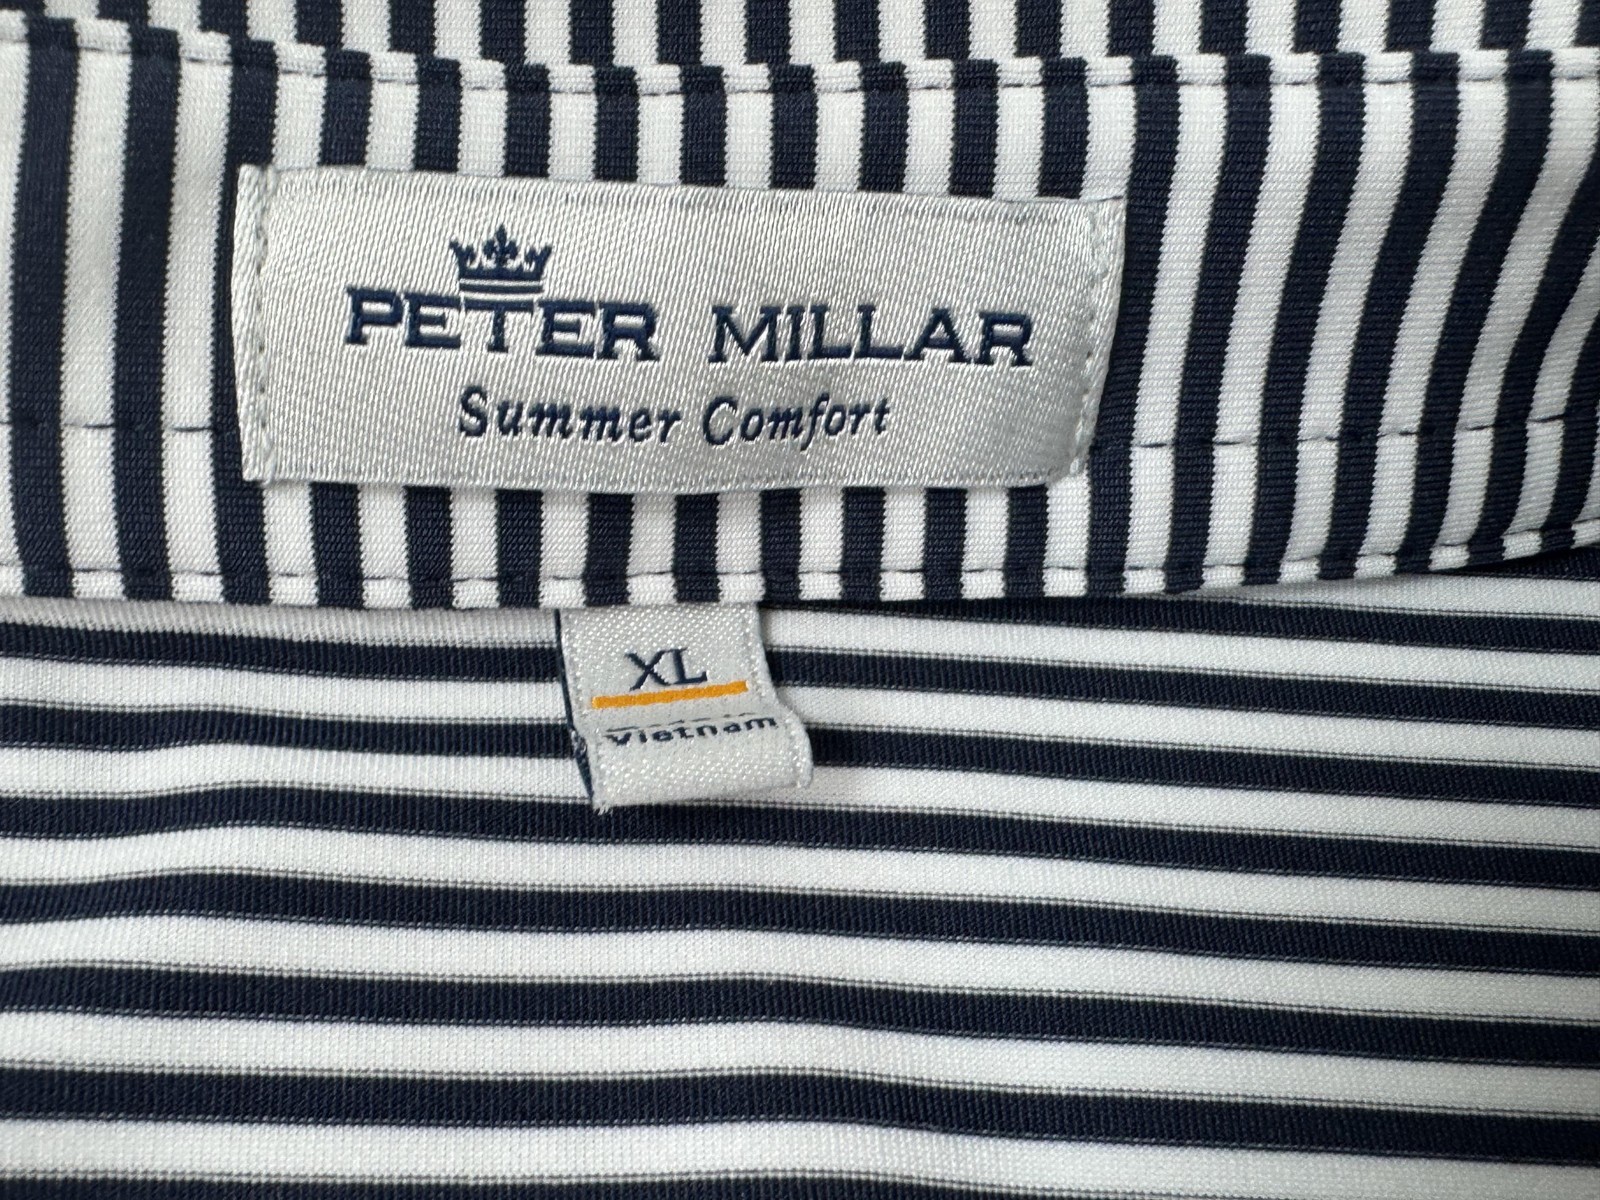 PETER MILLAR
Summer Comfort
XL
Vietnam